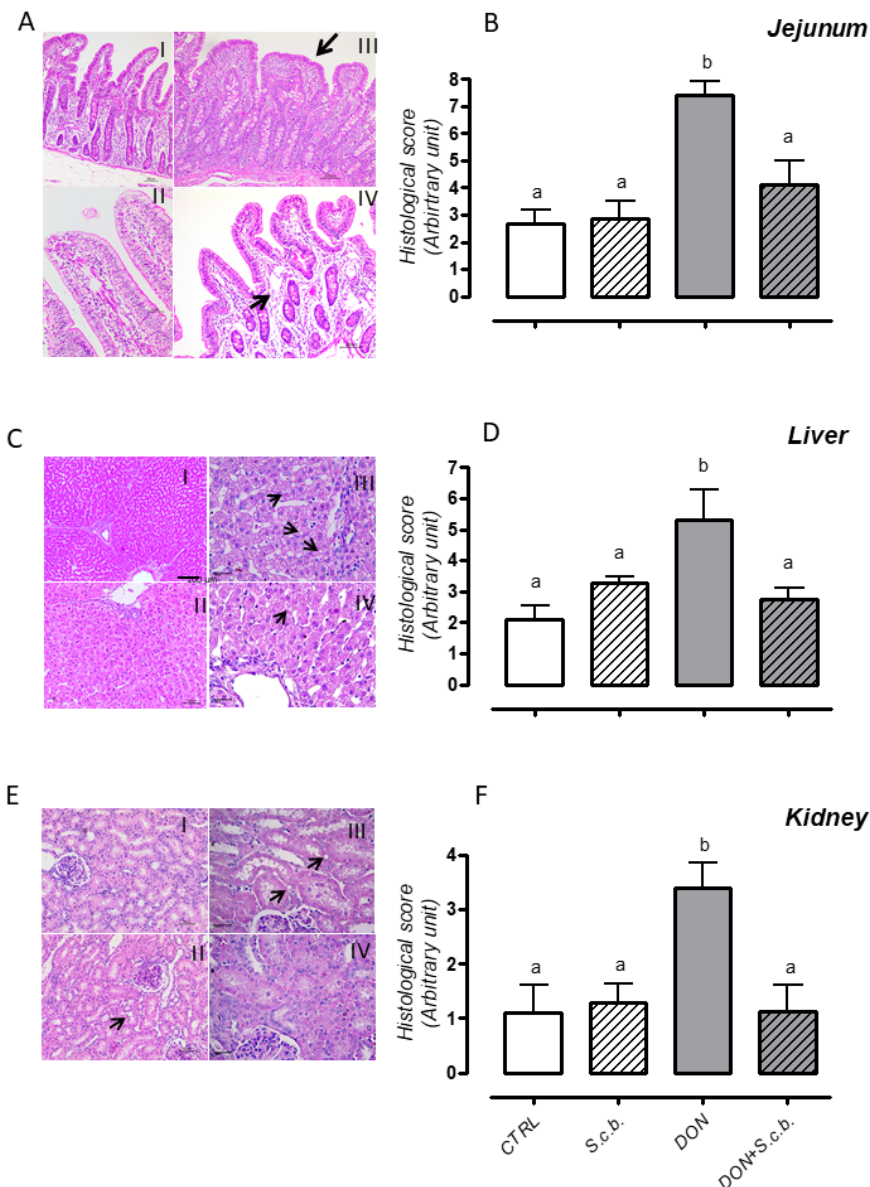 A
I
III
II
IV
B
Jejunum
Histological score
(Arbirtrary unit)
8
7
6
5
4
3
2
1
0
a
a
b
a
C
I
III
II
IV
D
Liver
Histological score
(Arbitrary unit)
7
6
5
4
3
2
1
0
a
a
b
a
E
I
III
II
IV
F
Kidney
Histological score
(Arbitrary unit)
4
3
2
1
0
a
a
b
a
CTRL
S.c.b.
DON
DON+S.c.b.